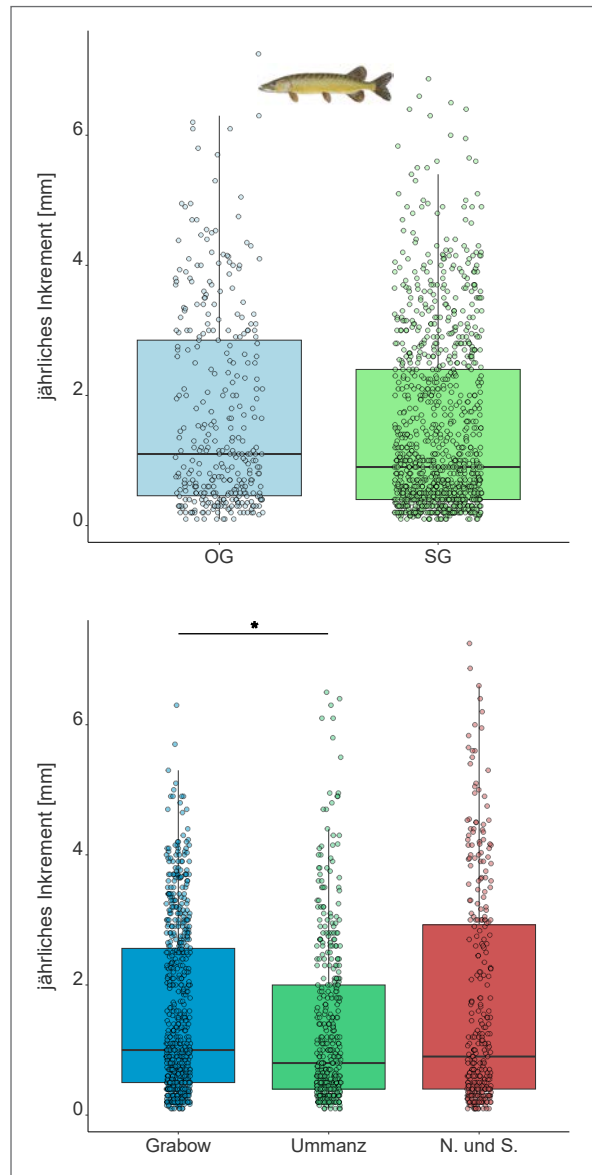 jährliches Inkrement [mm]
6
4
2
0
OG SG
*
jährliches Inkrement [mm]
6
4
2
0
Grabow Ummanz N. und S.